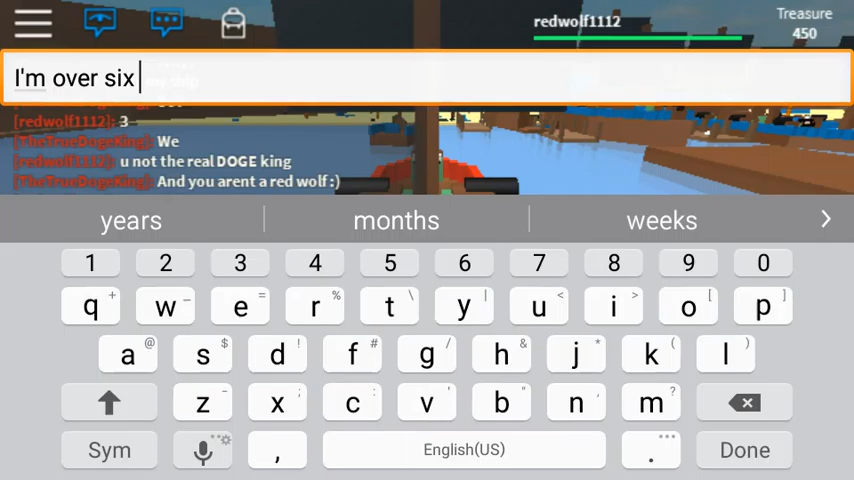 redwolf1112
Treasure
450
I'm over six
[redwolf1112]: 3
[TheTrueDogeKing]: We
[redwolf1112]: u not the real DOGE king
[TheTrueDogeKing]: And you arent a red wolf :)
years months weeks >
1 2 3 4 5 6 7 8 9 0
q + w _ e = r % t \ y | u < i > o [ p ]
a @ s $ d ! f # g / h & j * k ( l )
z - x ; c : v ' b " n , m ?
Sym , English(US) . Done